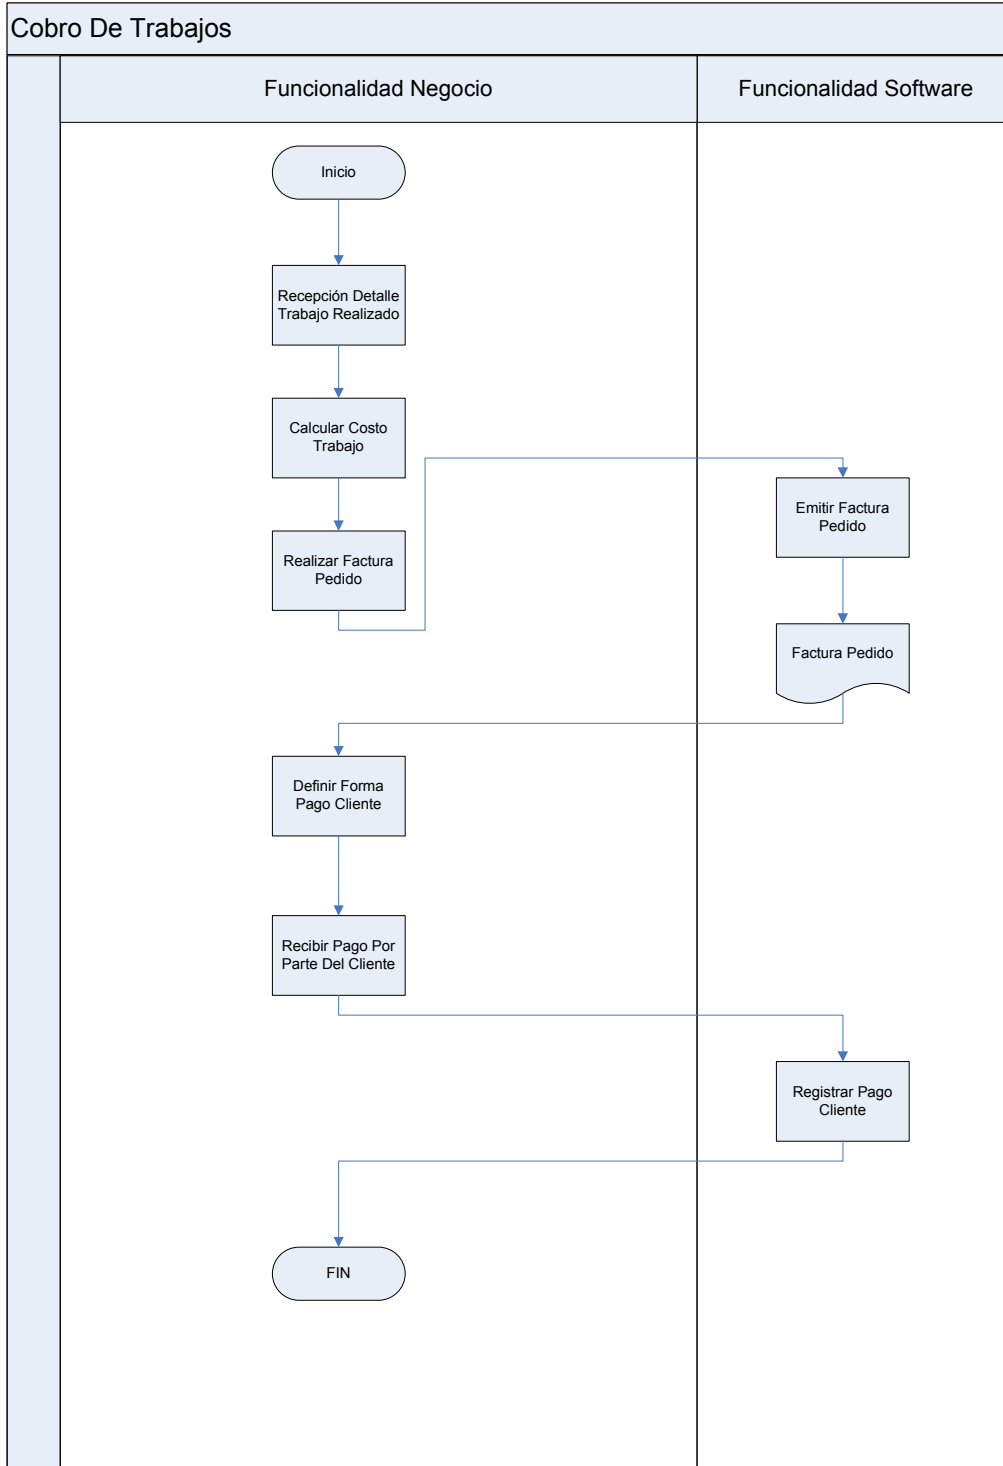 Cobro De Trabajos
Funcionalidad Negocio
Funcionalidad Software
Inicio
Recepción Detalle
Trabajo Realizado
Calcular Costo
Trabajo
Realizar Factura
Pedido
Emitir Factura
Pedido
Factura Pedido
Definir Forma
Pago Cliente
Recibir Pago Por
Parte Del Cliente
Registrar Pago
Cliente
FIN